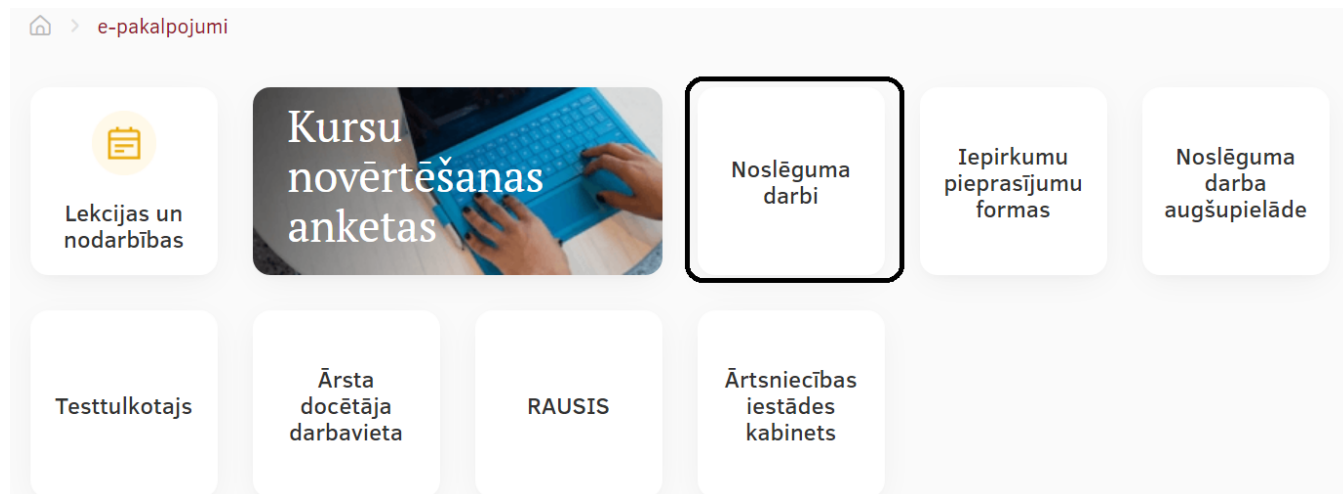 e-pakalpojumi
Lekcijas un
nodarbības
Kursu
novērtēšanas
anketas
Noslēguma
darbi
Iepirkumu
pieprasījumu
formas
Noslēguma
darba
augšupielāde
Testtulkotajs
Ārsta
docētāja
darbavieta
RAUSIS
Ārtsniecības
iestādes
kabinets